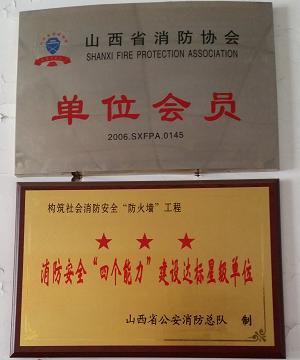 山西省消防协会
SHANXI FIRE PROTECTION ASSOCIATION
单位会员
2006.SXFPA.0145
构筑社会消防安全“防火墙”工程
消防安全“四个能力”建设达标星级单位
山西省公安消防总队 制